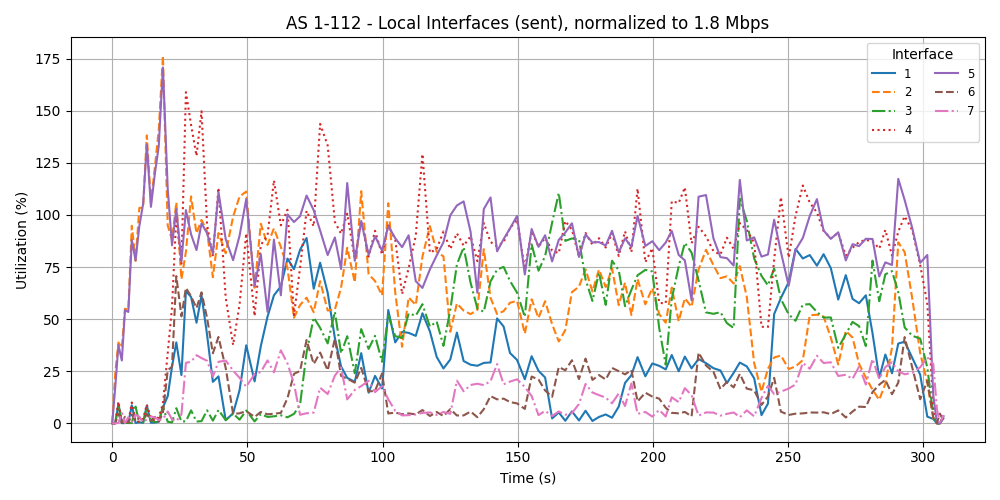 AS 1-112 - Local Interfaces (sent), normalized to 1.8 Mbps
Utilization (%)
175
150
125
100
75
50
25
0
0 50 100 150 200 250 300
Time (s)
Interface
1 5
2 6
3 7
4